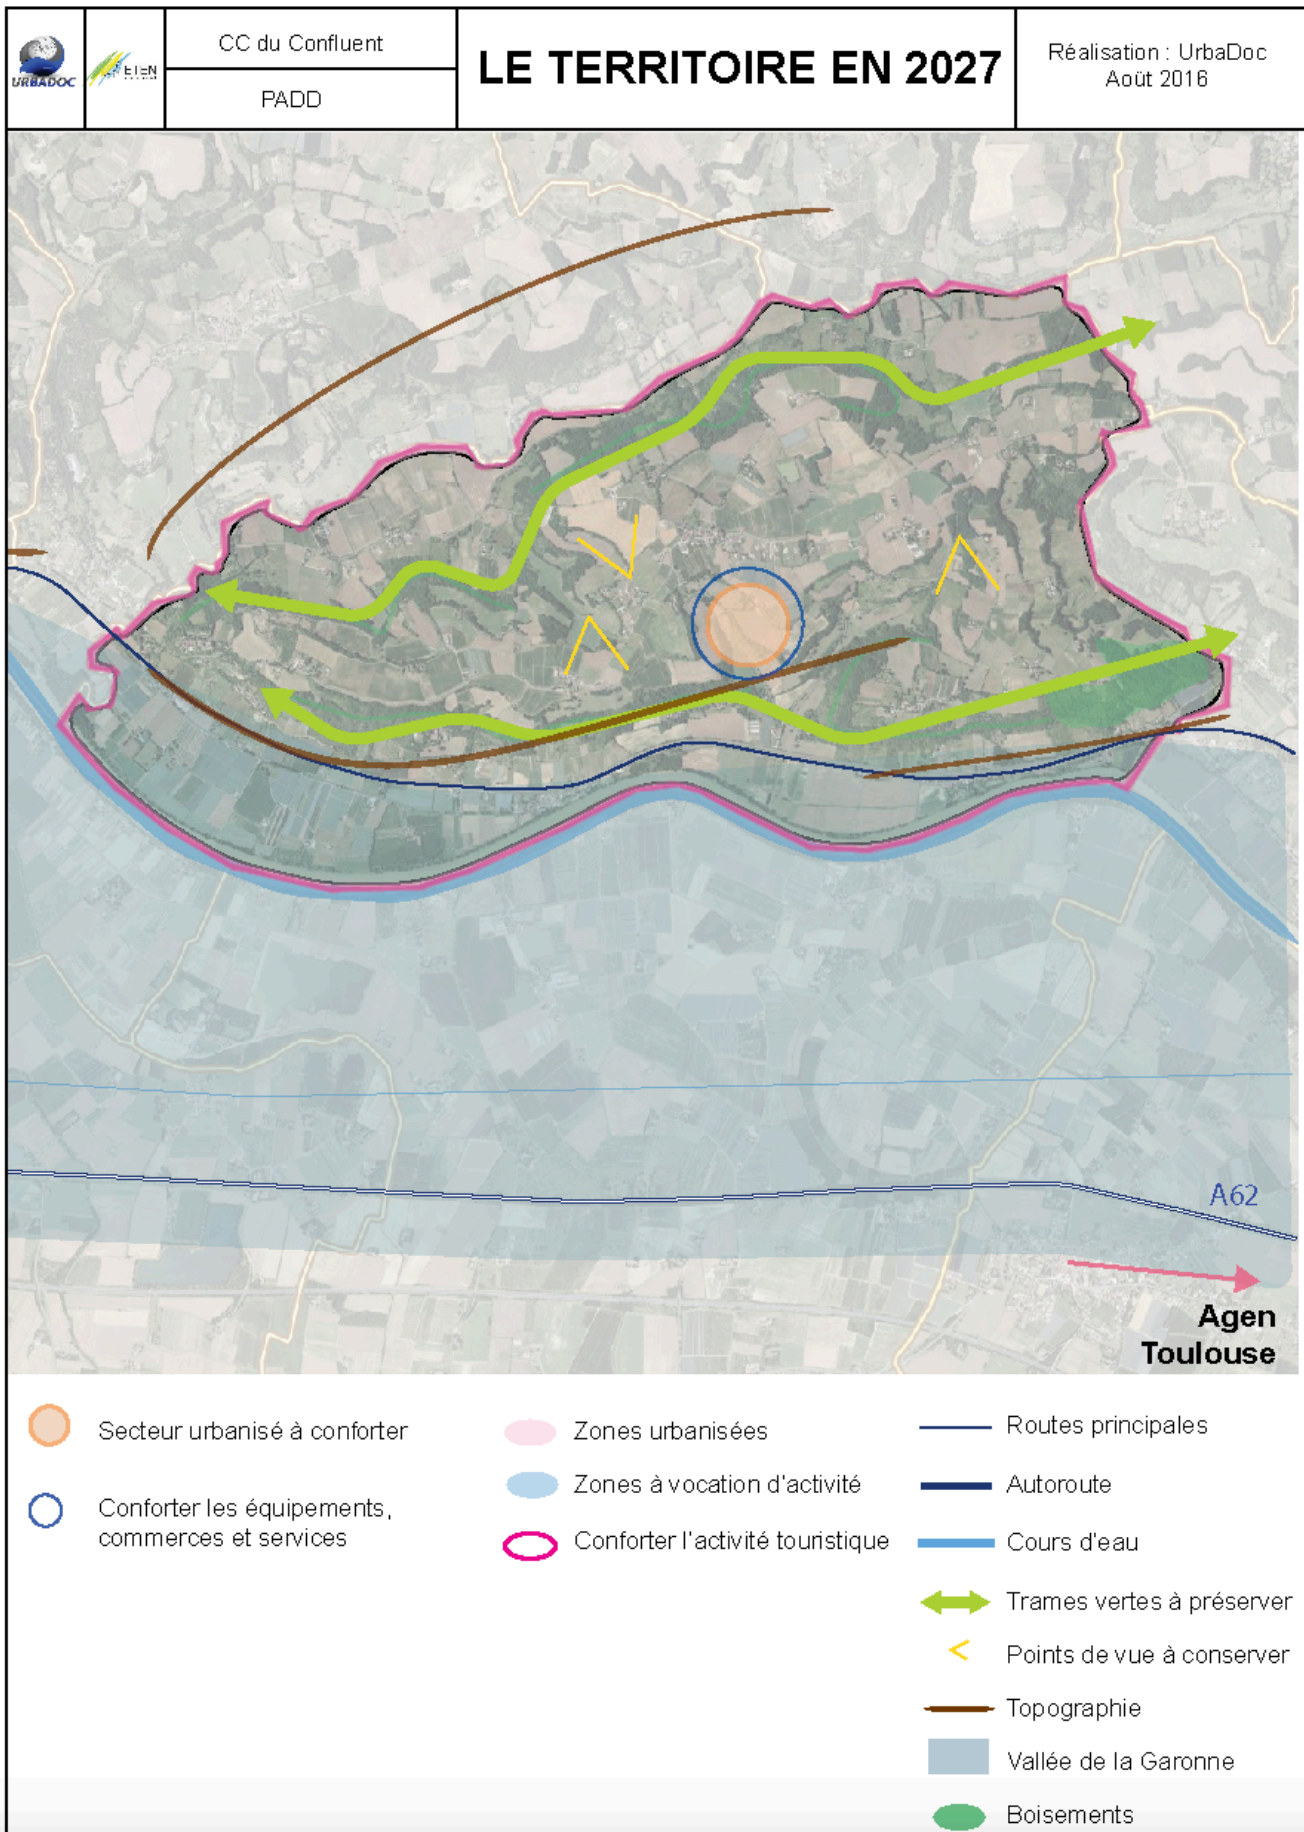 URBADOC
ETEN
CC du Confluent
PADD
LE TERRITOIRE EN 2027
Réalisation : UrbaDoc
Août 2016
A62
Agen
Toulouse
Secteur urbanisé à conforter
Conforter les équipements,
commerces et services
Zones urbanisées
Zones à vocation d'activité
Conforter l'activité touristique
Routes principales
Autoroute
Cours d'eau
Trames vertes à préserver
Points de vue à conserver
Topographie
Vallée de la Garonne
Boisements